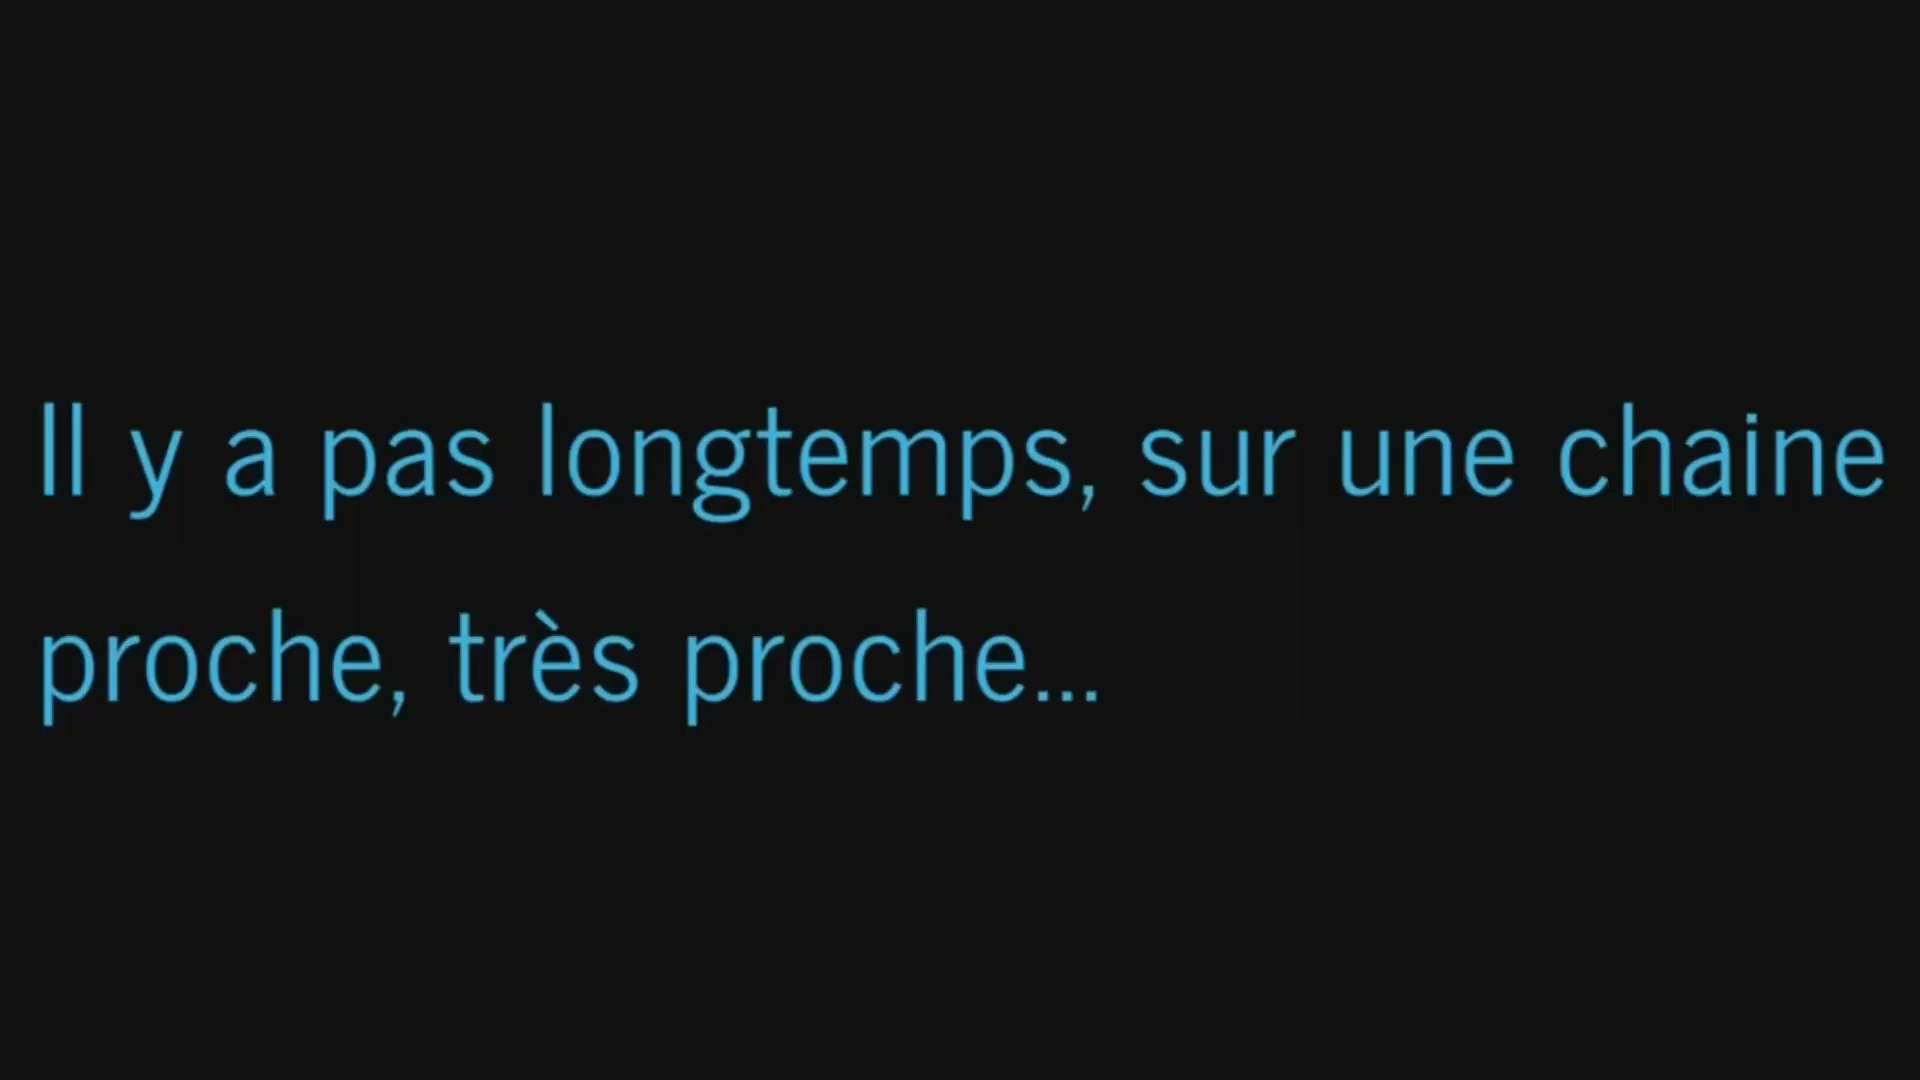 Il y a pas longtemps, sur une chaine
proche, très proche...